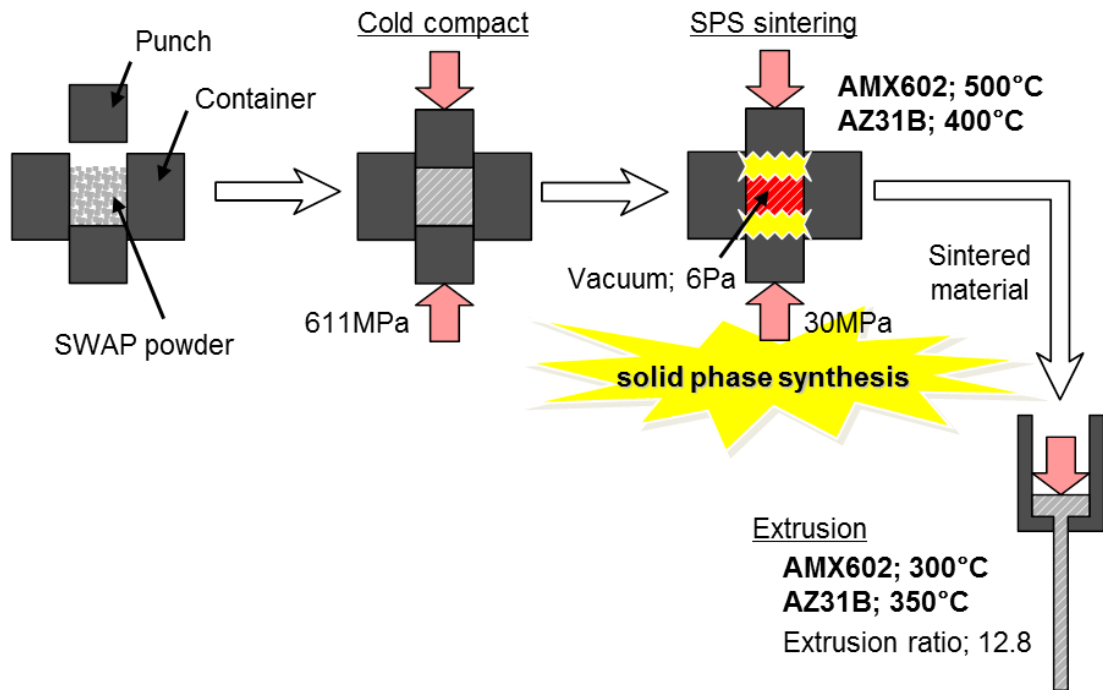 Punch
Container
SWAP powder
Cold compact
611MPa
SPS sintering
AMX602; 500°C
AZ31B; 400°C
Vacuum; 6Pa
30MPa
solid phase synthesis
Sintered
material
Extrusion
AMX602; 300°C
AZ31B; 350°C
Extrusion ratio; 12.8